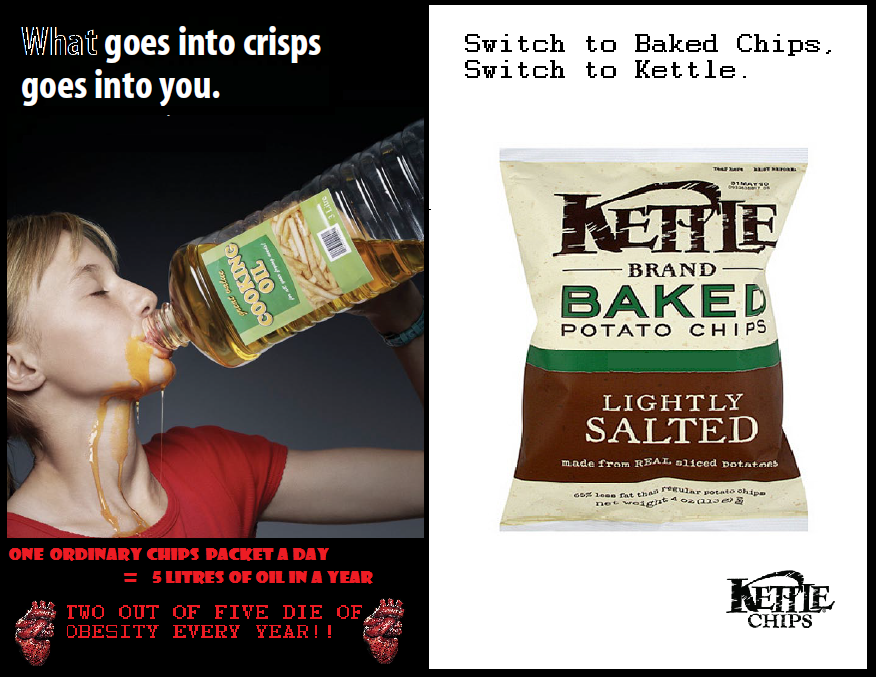 What goes into crisps
goes into you.
COOKING
OIL
ONE ORDINARY CHIPS PACKET A DAY
= 5 LITRES OF OIL IN A YEAR
TWO OUT OF FIVE DIE OF
OBESITY EVERY YEAR!!
Switch to Baked Chips,
Switch to Kettle.
KETTLE
BRAND
BAKED
POTATO CHIPS
LIGHTLY
SALTED
made from REAL sliced potatoes
65% less fat than regular potato chips
net weight 4 oz (113 g)
KETTLE
CHIPS